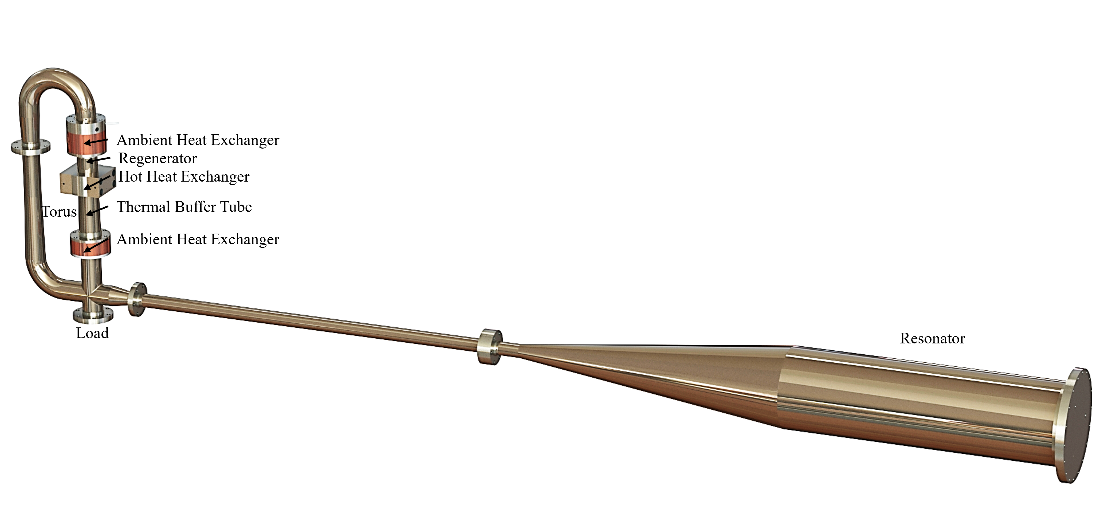 Ambient Heat Exchanger
Regenerator
Hot Heat Exchanger
Torus
Thermal Buffer Tube
Ambient Heat Exchanger
Load
Resonator